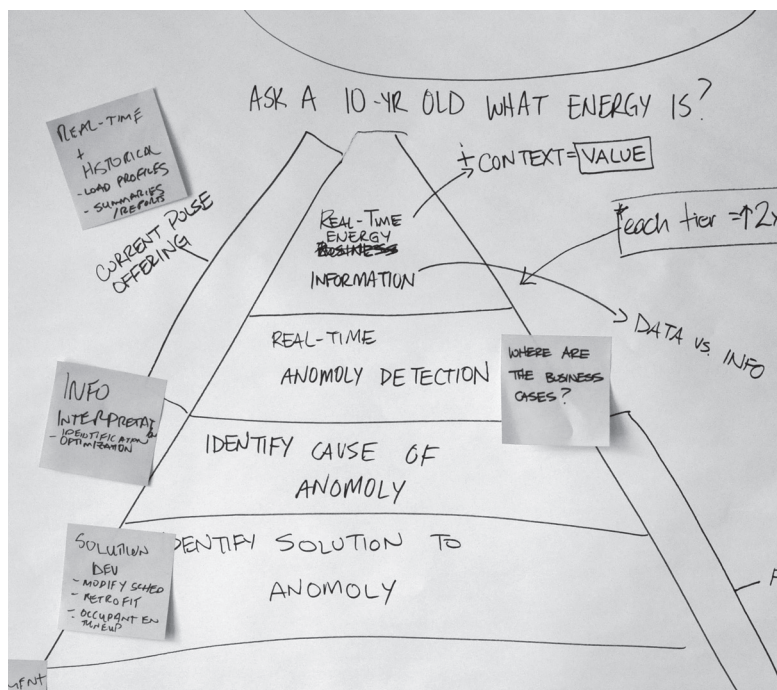 ASK A 10-YR OLD WHAT ENERGY IS?
REAL-TIME
+
HISTORICAL
- LOAD PROFILES
- SUMMARIES
/REPORTS
CURRENT PULSE
OFFERING
+ CONTEXT = VALUE
REAL-TIME
ENERGY
BUSINESS
INFORMATION
*each tier = ↑2x
DATA vs. INFO
REAL-TIME
ANOMOLY DETECTION
WHERE ARE
THE BUSINESS
CASES?
INFO
INTERPRETAT
- IDENTIFICATION &
OPTIMIZATION
IDENTIFY CAUSE OF
ANOMOLY
SOLUTION
DEV
- MODIFY SCHED
- RETROFIT
- OCCUPANT EN
TUNEUP
DENTIFY SOLUTION TO
ANOMOLY
MENT